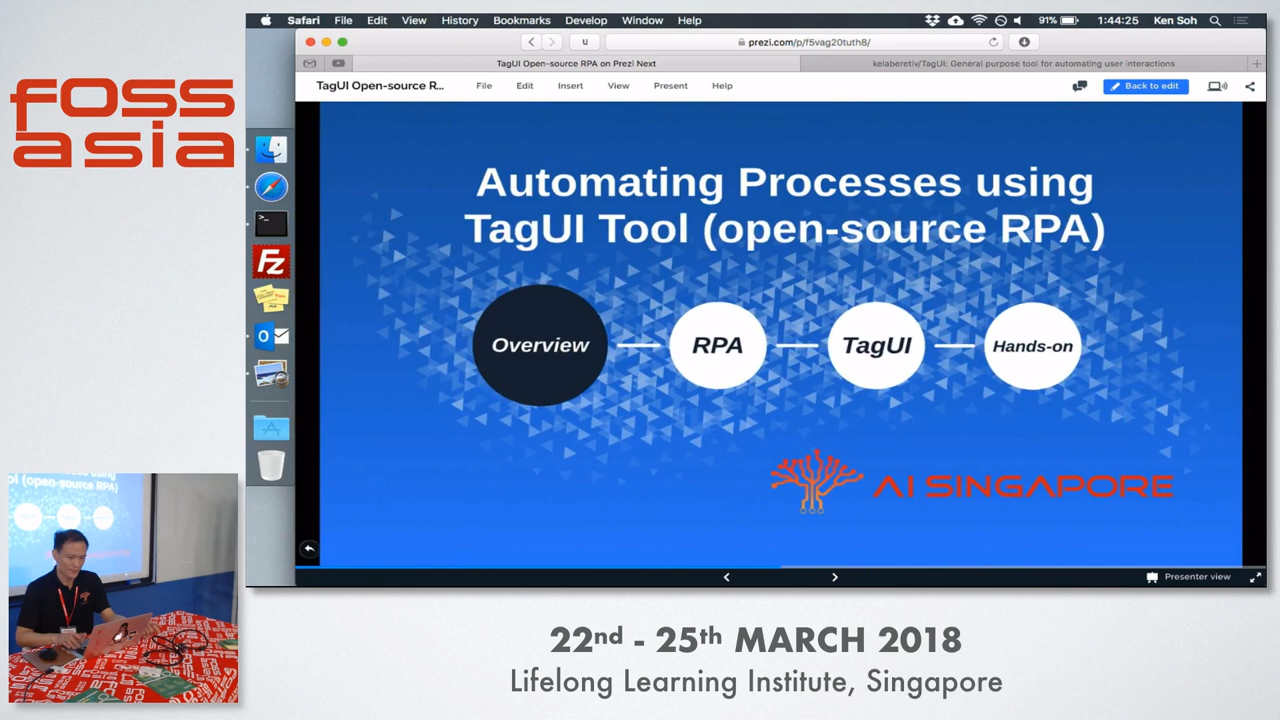 foss
asia
Safari File Edit View History Bookmarks Develop Window Help 91% 1:44:25 Ken Soh
u prezi.com/p/f5vag20tuth8/
TagUI Open-source RPA on Prezi Next kelaberetiv/TagUI: General purpose tool for automating user interactions
TagUI Open-source R... File Edit Insert View Present Help Back to edit
Automating Processes using
TagUI Tool (open-source RPA)
Overview RPA TagUI Hands-on
AI SINGAPORE
Presenter view
Fz
22nd - 25th MARCH 2018
Lifelong Learning Institute, Singapore